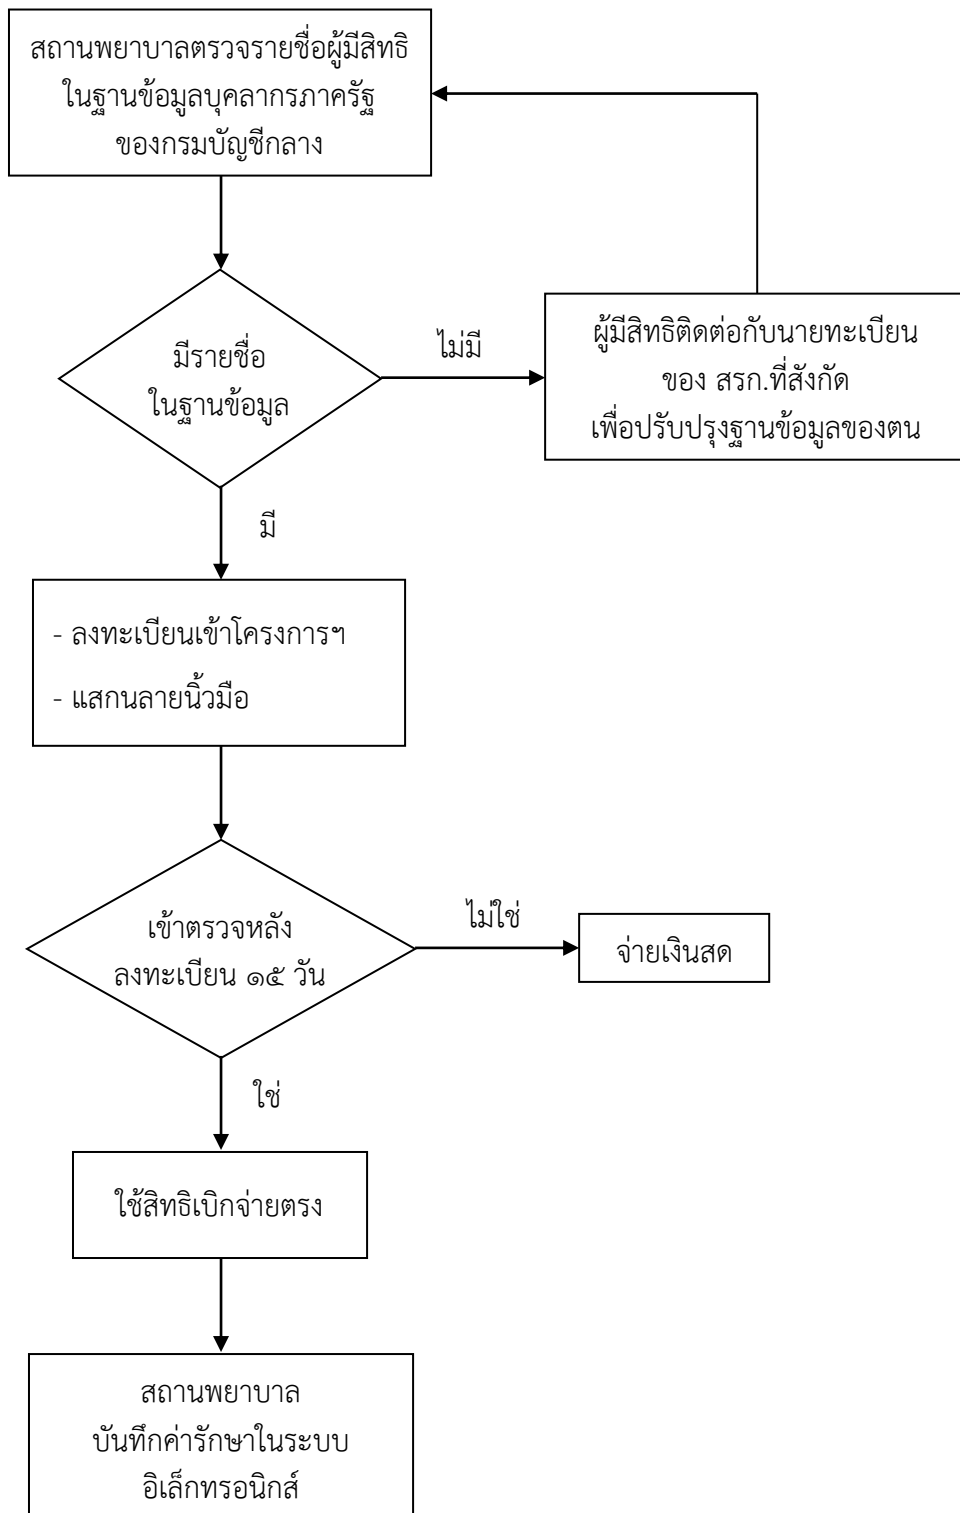 สถานพยาบาลตรวจรายชื่อผู้มีสิทธิ
ในฐานข้อมูลบุคลากรภาครัฐ
ของกรมบัญชีกลาง
มีรายชื่อ
ในฐานข้อมูล
ไม่มี
ผู้มีสิทธิติดต่อกับนายทะเบียน
ของ สรก.ที่สังกัด
เพื่อปรับปรุงฐานข้อมูลของตน
มี
- ลงทะเบียนเข้าโครงการฯ
- แสกนลายนิ้วมือ
เข้าตรวจหลัง
ลงทะเบียน ๑๕ วัน
ไม่ใช่
จ่ายเงินสด
ใช่
ใช้สิทธิเบิกจ่ายตรง
สถานพยาบาล
บันทึกค่ารักษาในระบบ
อิเล็กทรอนิกส์